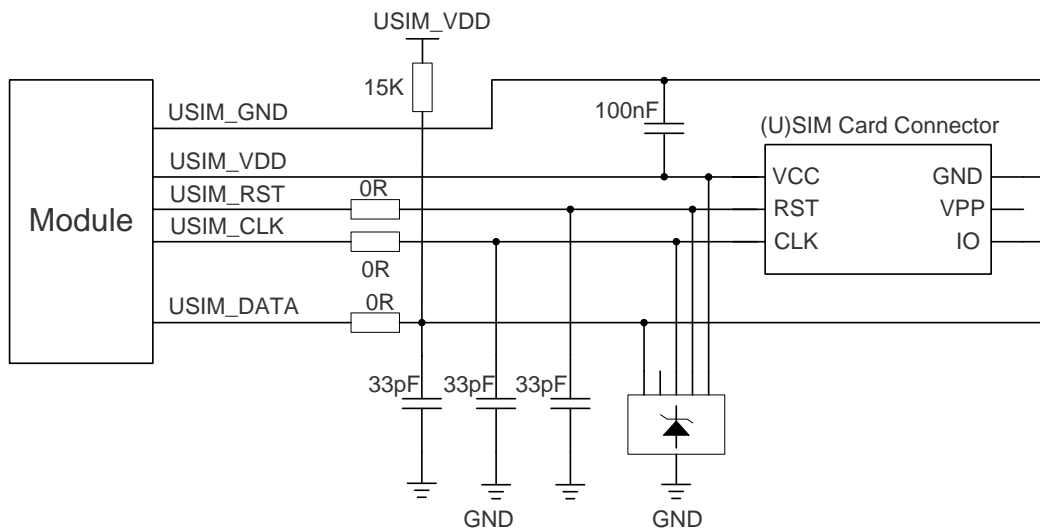 USIM_VDD
15K
USIM_GND
100nF
(U)SIM Card Connector
USIM_VDD
VCC
GND
USIM_RST
0R
RST
VPP
Module
USIM_CLK
CLK
IO
0R
USIM_DATA
0R
33pF
33pF
33pF
GND
GND